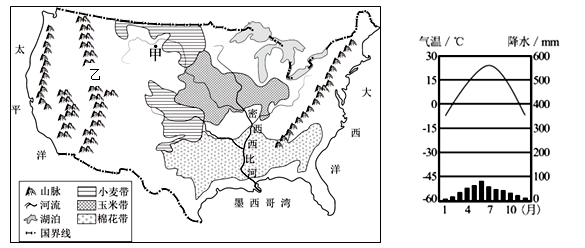 太
平
洋
甲
乙
密
西
西
比
河
大
西
洋
墨西哥湾
山脉
河流
湖泊
国界线
小麦带
玉米带
棉花带
气温/℃
降水/mm
30
15
0
-15
-30
-45
-60
600
500
400
300
200
100
0
1 4 7 10 (月)